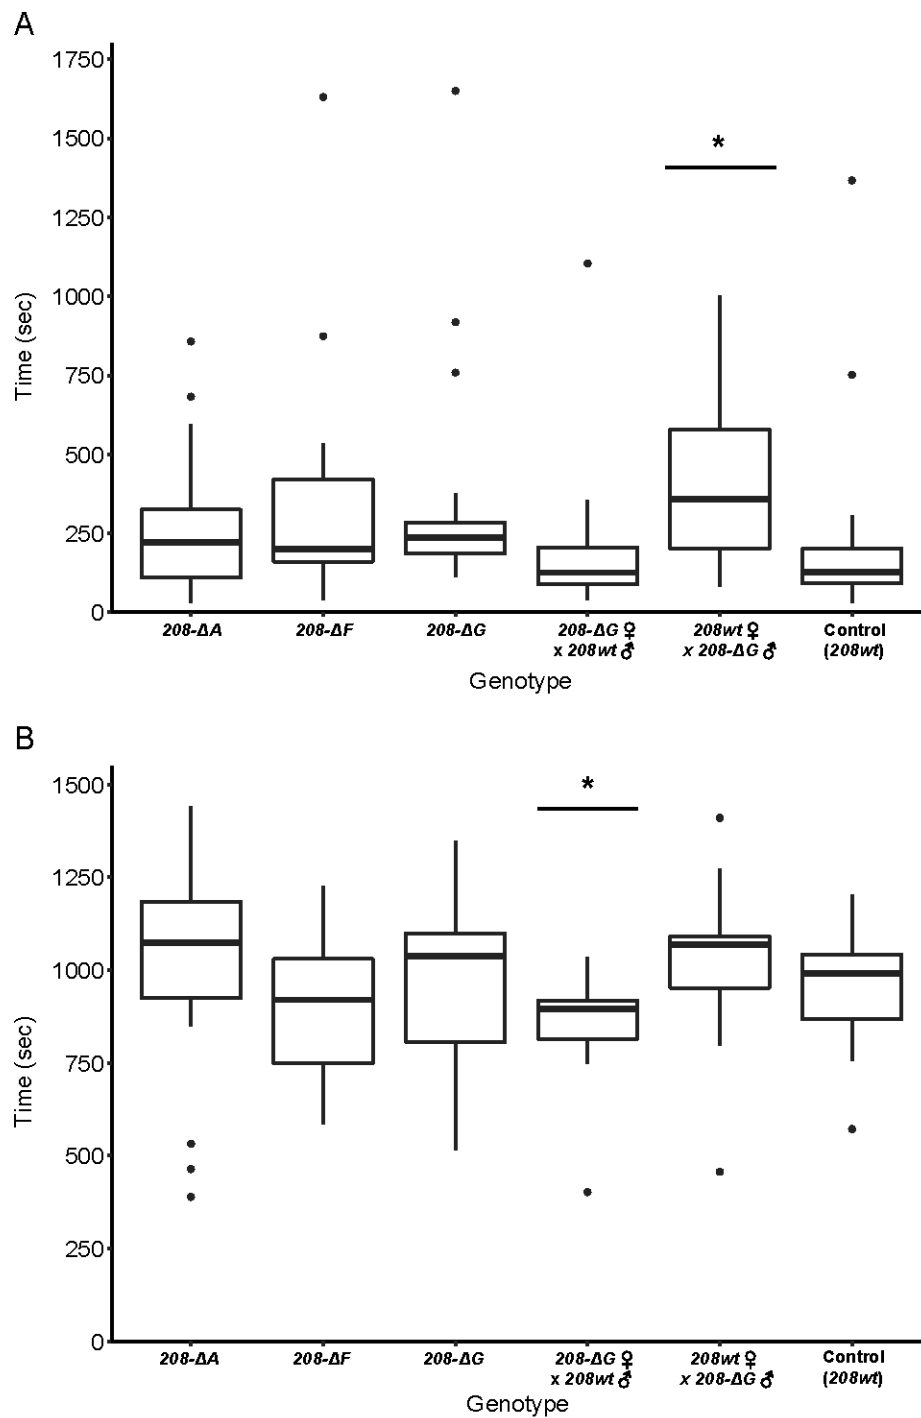 A
1750
1500
1250
1000
750
500
250
0
Time (sec)
*
208-ΔA 208-ΔF 208-ΔG 208-ΔG ♀ 208wt ♀ Control
x 208wt ♂ x 208-ΔG ♂ (208wt)
Genotype
B
1500
1250
1000
750
500
250
0
Time (sec)
*
208-ΔA 208-ΔF 208-ΔG 208-ΔG ♀ 208wt ♀ Control
x 208wt ♂ x 208-ΔG ♂ (208wt)
Genotype